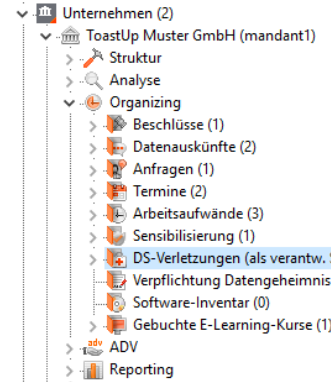 Unternehmen (2)
ToastUp Muster GmbH (mandant1)
Struktur
Analyse
Organizing
Beschlüsse (1)
Datenauskünfte (2)
Anfragen (1)
Termine (2)
Arbeitsaufwände (3)
Sensibilisierung (1)
DS-Verletzungen (als verantw.
Verpflichtung Datengeheimnis
Software-Inventar (0)
Gebuchte E-Learning-Kurse (1)
adv ADV
Reporting